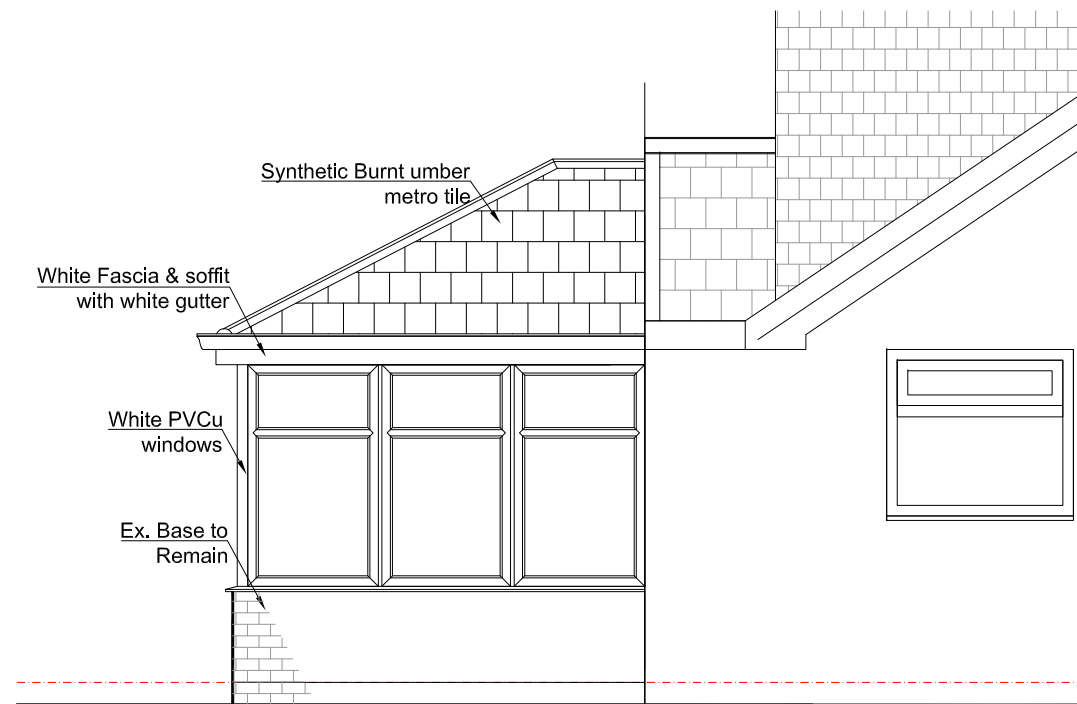 Synthetic Burnt umber
metro tile
White Fascia & soffit
with white gutter
White PVCu
windows
Ex. Base to
Remain